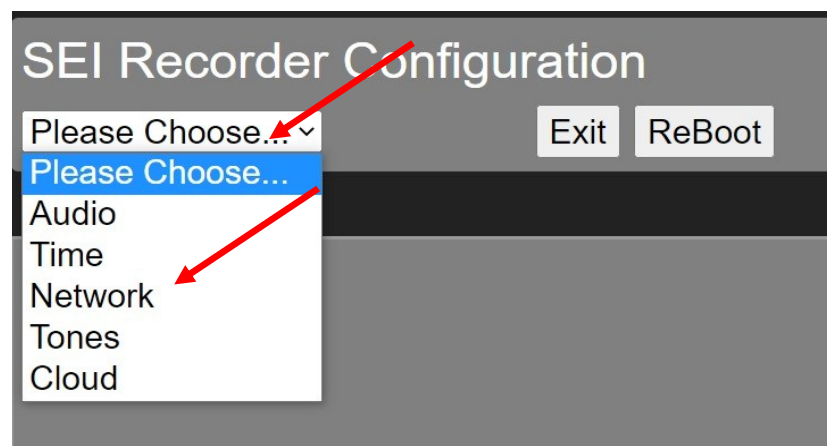 SEI Recorder Configuration
Please Choose... Exit ReBoot
Please Choose...
Audio
Time
Network
Tones
Cloud